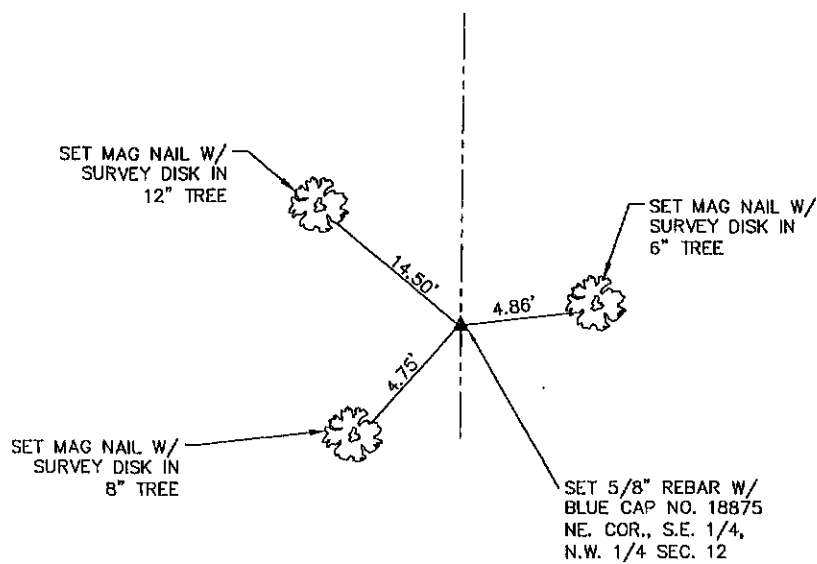 SET MAG NAIL W/
SURVEY DISK IN
12" TREE
SET MAG NAIL W/
SURVEY DISK IN
6" TREE
14.50'
4.86'
4.75'
SET MAG NAIL W/
SURVEY DISK IN
8" TREE
SET 5/8" REBAR W/
BLUE CAP NO. 18875
NE. COR., S.E. 1/4,
N.W. 1/4 SEC. 12